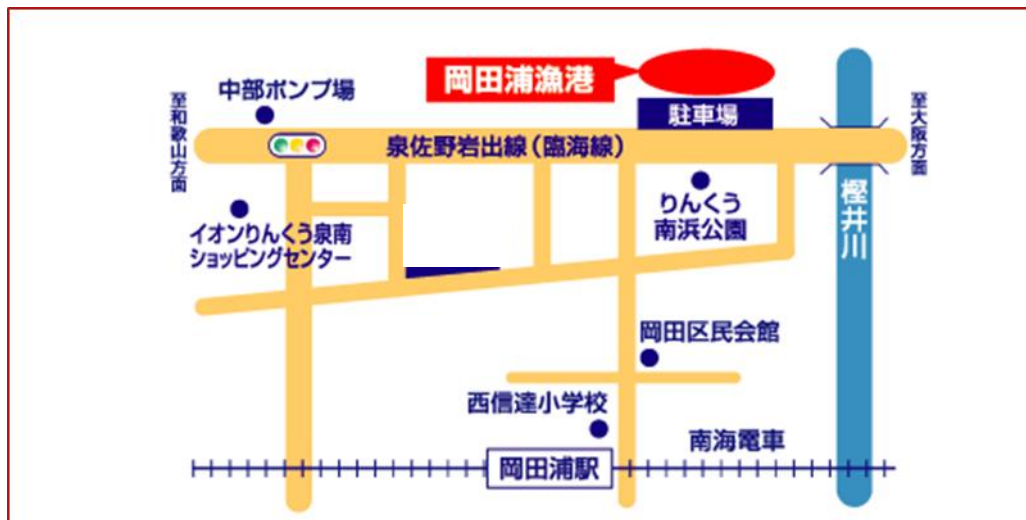 岡田浦漁港
中部ポンプ場
駐車場
至和歌山方面
泉佐野岩出線(臨海線)
至大阪方面
りんくう
南浜公園
樫井川
イオンりんくう泉南
ショッピングセンター
岡田区民会館
西信達小学校
南海電車
岡田浦駅